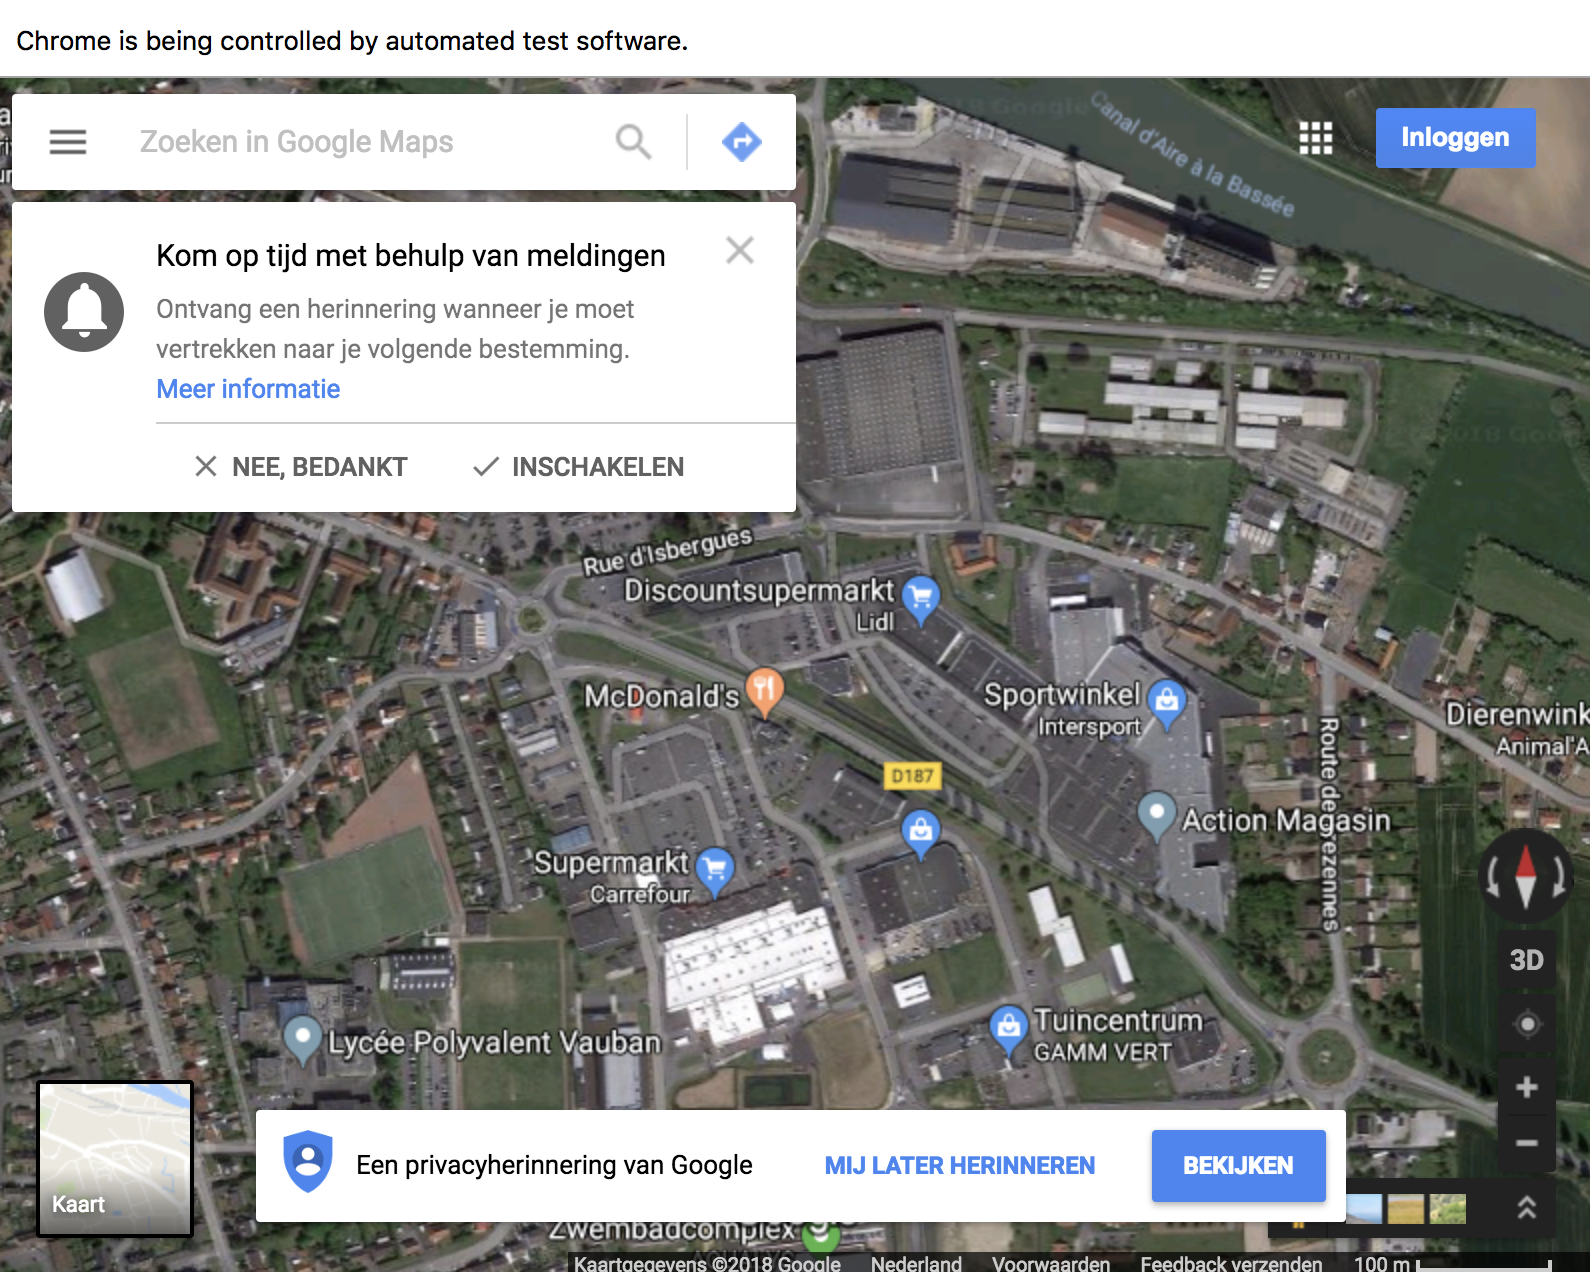 Chrome is being controlled by automated test software.
Zoeken in Google Maps
Inloggen
Canal d'Aire à la Bassée
Kom op tijd met behulp van meldingen
Ontvang een herinnering wanneer je moet
vertrekken naar je volgende bestemming.
Meer informatie
NEE, BEDANKT
INSCHAKELEN
Rue d'Isbergues
Discountsupermarkt
Lidl
McDonald's
Sportwinkel
Intersport
Dierenwink
Animal'A
D187
Action Magasin
Supermarkt
Carrefour
3D
Lycée Polyvalent Vauban
Tuincentrum
GAMM VERT
Kaart
Een privacyherinnering van Google
MIJ LATER HERINNEREN
BEKIJKEN
Zwembadcomplex
Kaartgegevens ©2018 Google
Nederland
Voorwaarden
Feedback verzenden
100 m